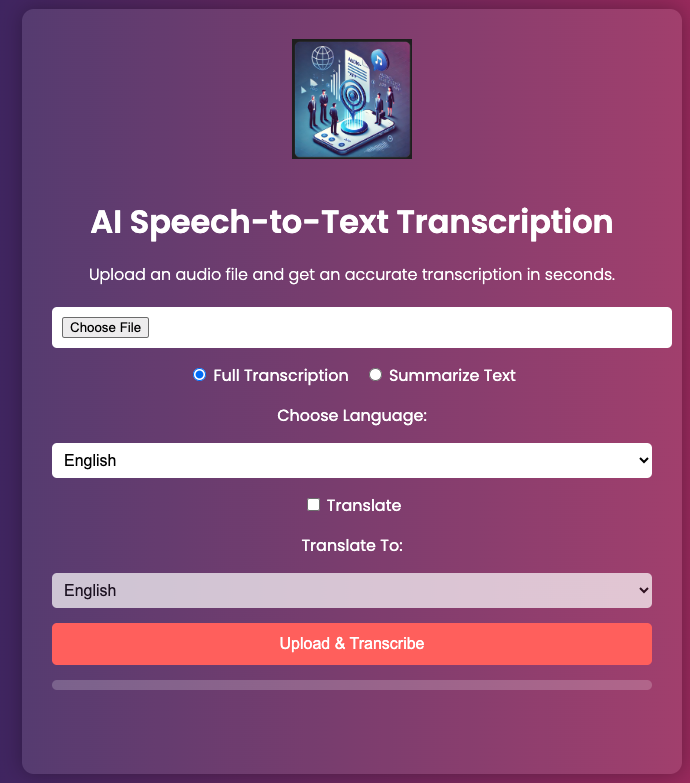 AI Speech-to-Text Transcription
Upload an audio file and get an accurate transcription in seconds.
Choose File
Full Transcription Summarize Text
Choose Language:
English
Translate
Translate To:
English
Upload & Transcribe